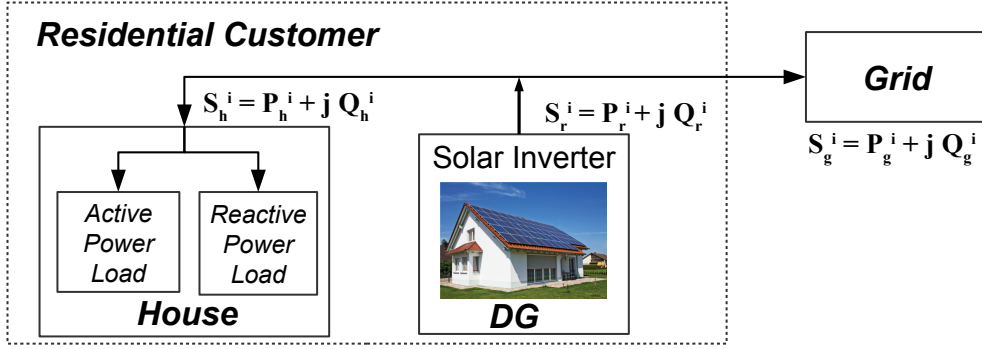 Residential Customer
Grid
S_h^i = P_h^i + j Q_h^i
S_r^i = P_r^i + j Q_r^i
S_g^i = P_g^i + j Q_g^i
Solar Inverter
Active
Power
Load
Reactive
Power
Load
House
DG